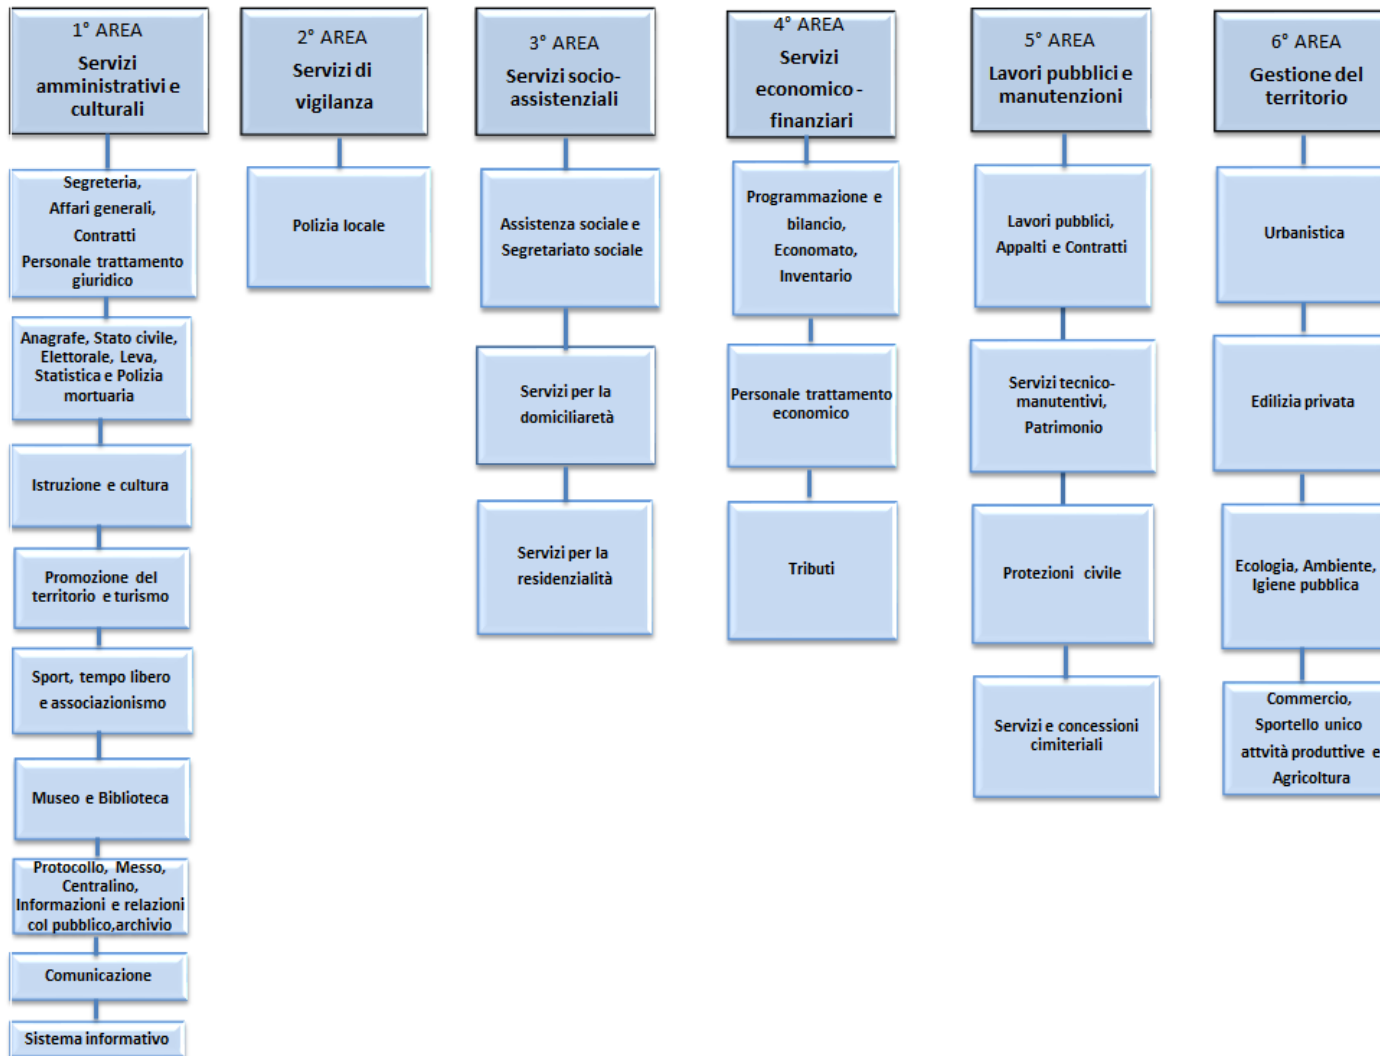 1° AREA
Servizi
amministrativi e
culturali
Segreteria,
Affari generali,
Contratti
Personale trattamento
giuridico
Anagrafe, Stato civile,
Elettorale, Leva,
Statistica e Polizia
mortuaria
Istruzione e cultura
Promozione del
territorio e turismo
Sport, tempo libero
e associazionismo
Museo e Biblioteca
Protocollo, Messo,
Centralino,
Informazioni e relazioni
col pubblico,archivio
Comunicazione
Sistema informativo
2° AREA
Servizi di
vigilanza
Polizia locale
3° AREA
Servizi socio-
assistenziali
Assistenza sociale e
Segretariato sociale
Servizi per la
domiciliaretà
Servizi per la
residenzialità
4° AREA
Servizi
economico -
finanziari
Programmazione e
bilancio,
Economato,
Inventario
Personale trattamento
economico
Tributi
5° AREA
Lavori pubblici e
manutenzioni
Lavori pubblici,
Appalti e Contratti
Servizi tecnico-
manutentivi,
Patrimonio
Protezioni civile
Servizi e concessioni
cimiteriali
6° AREA
Gestione del
territorio
Urbanistica
Edilizia privata
Ecologia, Ambiente,
Igiene pubblica
Commercio,
Sportello unico
attvità produttive e
Agricoltura